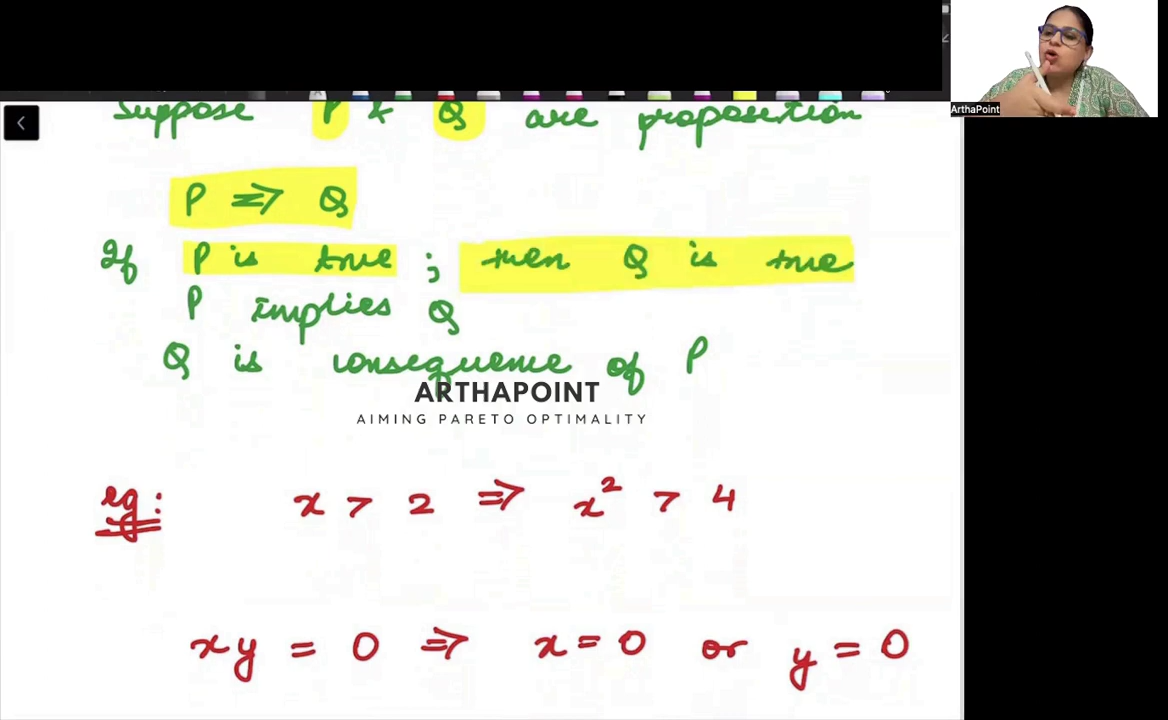 ArthaPoint
Suppose P & Q are proposition
P ⇒ Q
If P is true ; then Q is true
P implies Q
Q is consequence of P
ARTHAPOINT
AIMING PARETO OPTIMALITY
eg: x > 2 ⇒ x² > 4
xy = 0 ⇒ x = 0 or y = 0